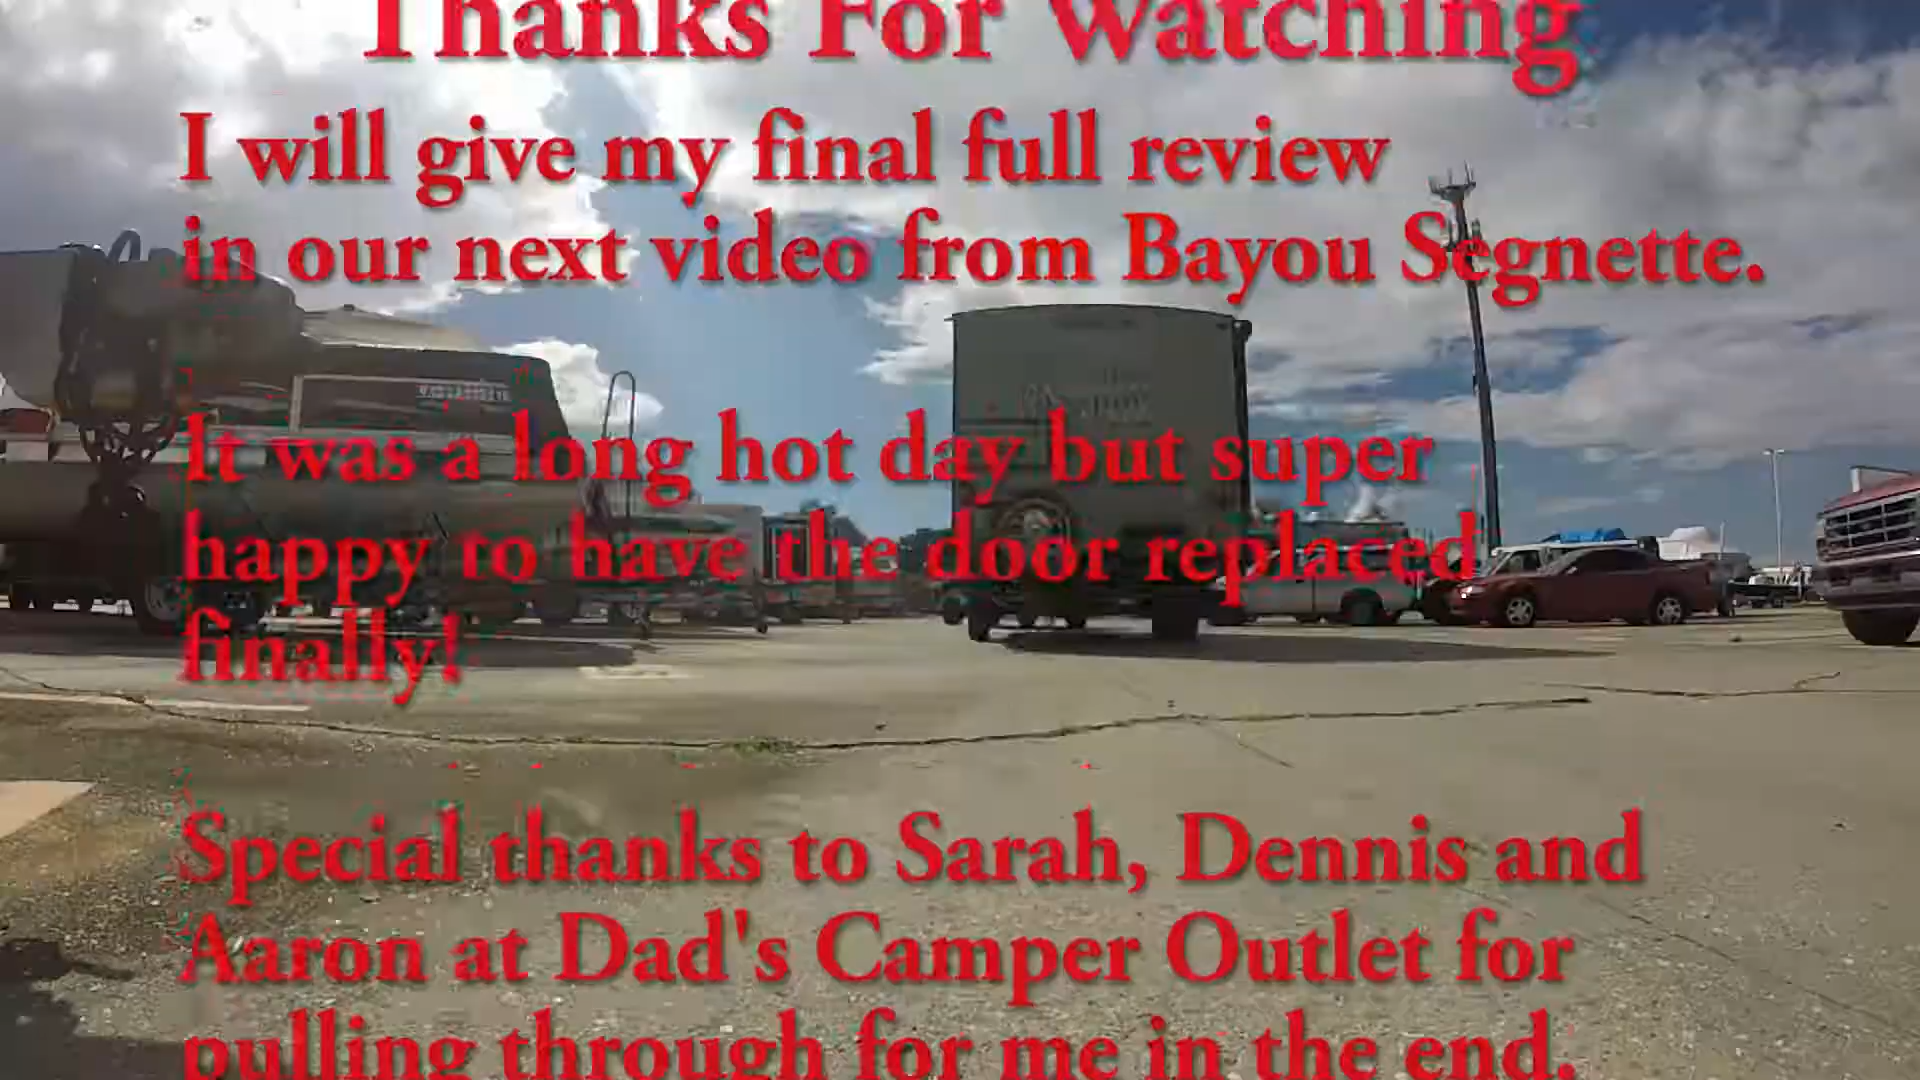 Thanks For Watching
I will give my final full review
in our next video from Bayou Segnette.
It was a long hot day but super
happy to have the door replaced
finally!
Special thanks to Sarah, Dennis and
Aaron at Dad's Camper Outlet for
pulling through for me in the end.